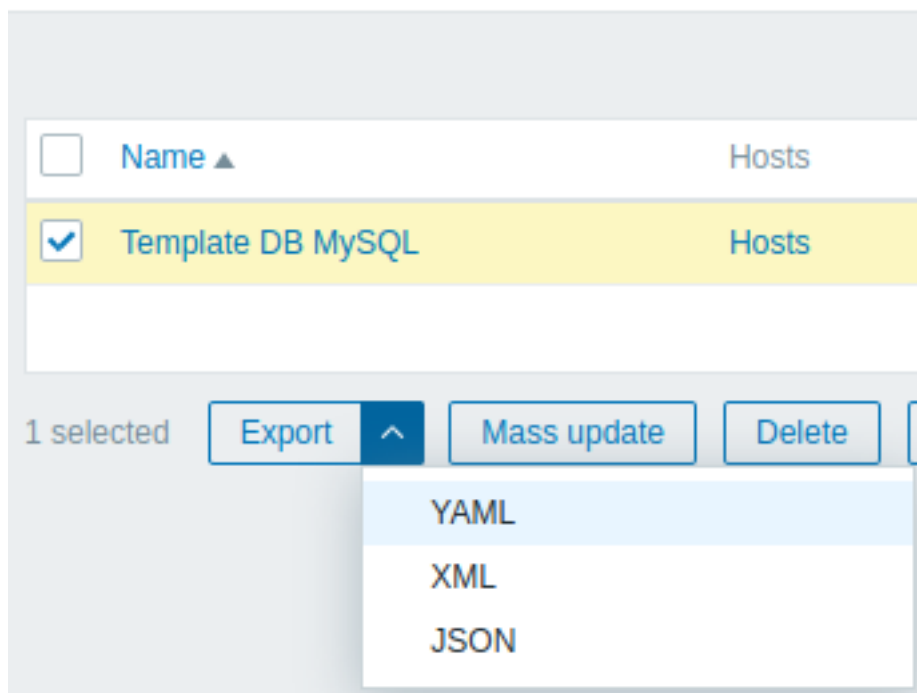 Name Hosts
Template DB MySQL Hosts
1 selected Export Mass update Delete
YAML
XML
JSON